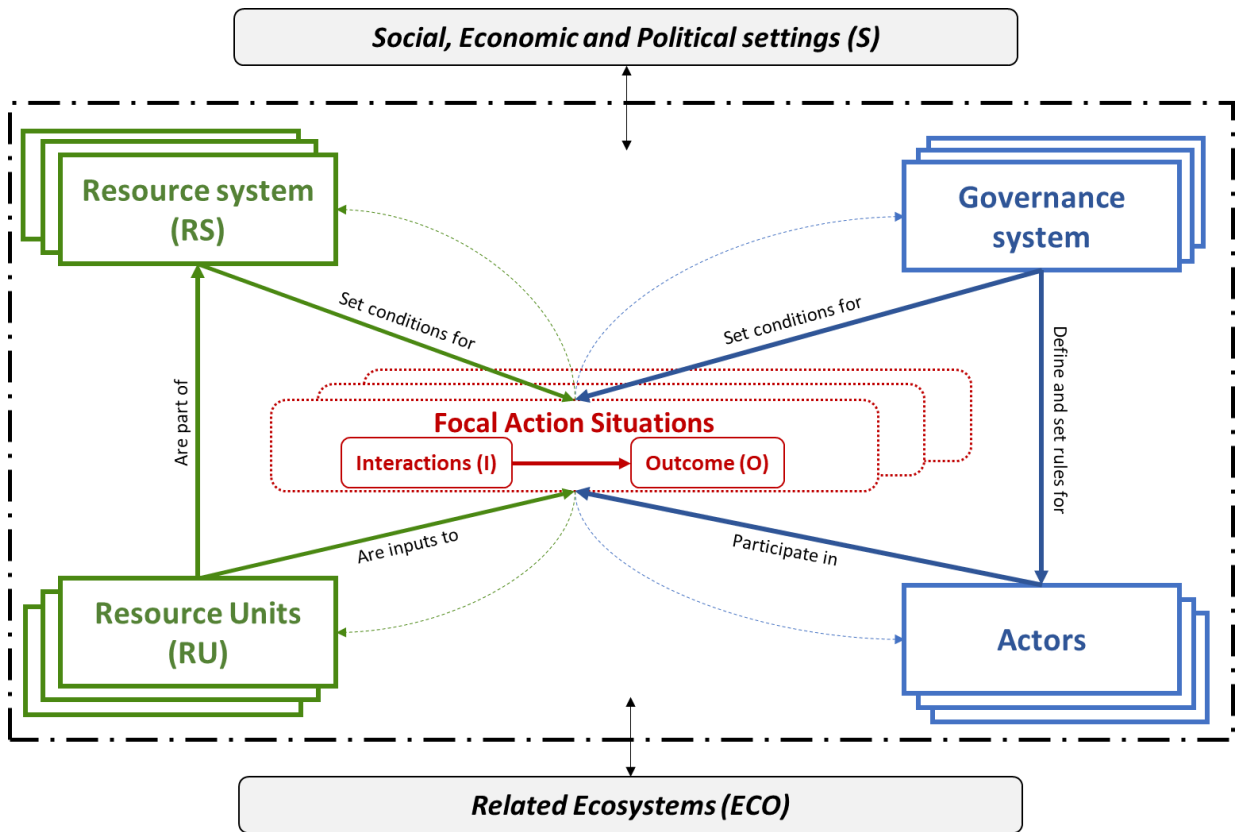 Social, Economic and Political settings (S)
Resource system
(RS)
Governance
system
Set conditions for
Set conditions for
Are part of
Define and set rules for
Focal Action Situations
Interactions (I)
Outcome (O)
Are inputs to
Participate in
Resource Units
(RU)
Actors
Related Ecosystems (ECO)